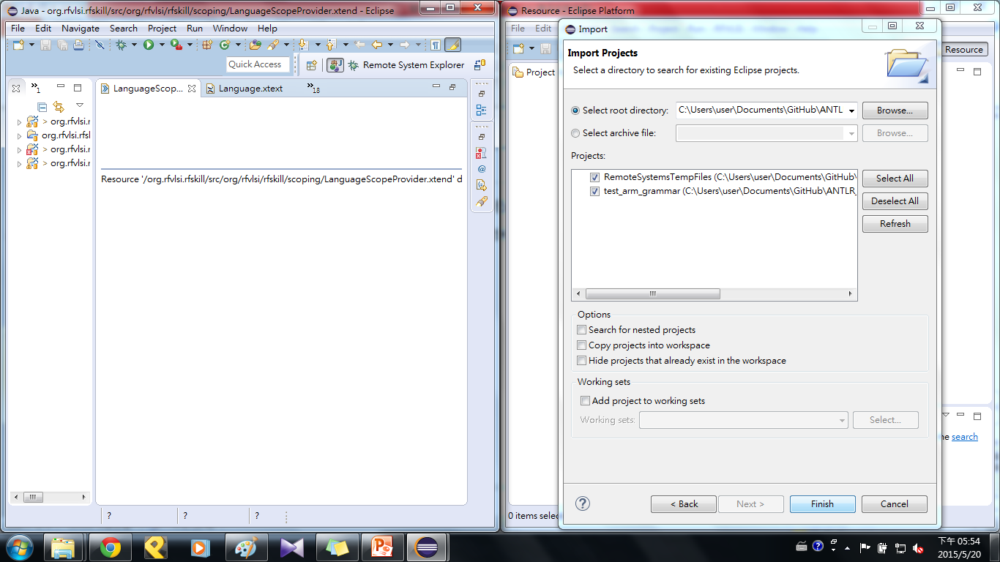 Java - org.rfvlsi.rfskill/src/org/rfvlsi/rfskill/scoping/LanguageScopeProvider.xtend - Eclipse
File Edit Navigate Search Project Run Window Help
Quick Access
Remote System Explorer
LanguageScop...
Language.xtext
»18
»1
> org.rfvlsi.r
org.rfvlsi.rfsl
> org.rfvlsi.r
> org.rfvlsi.r
Resource '/org.rfvlsi.rfskill/src/org/rfvlsi/rfskill/scoping/LanguageScopeProvider.xtend' d
? ? ?
Resource - Eclipse Platform
File Edit
Resource
Project
0 items selec
he search
Import
Import Projects
Select a directory to search for existing Eclipse projects.
Select root directory: C:\Users\user\Documents\GitHub\ANTL Browse...
Select archive file: Browse...
Projects:
RemoteSystemsTempFiles (C:\Users\user\Documents\GitHub\
test_arm_grammar (C:\Users\user\Documents\GitHub\ANTLR_
Select All
Deselect All
Refresh
Options
Search for nested projects
Copy projects into workspace
Hide projects that already exist in the workspace
Working sets
Add project to working sets
Working sets: Select...
? < Back Next > Finish Cancel
下午 05:54
2015/5/20